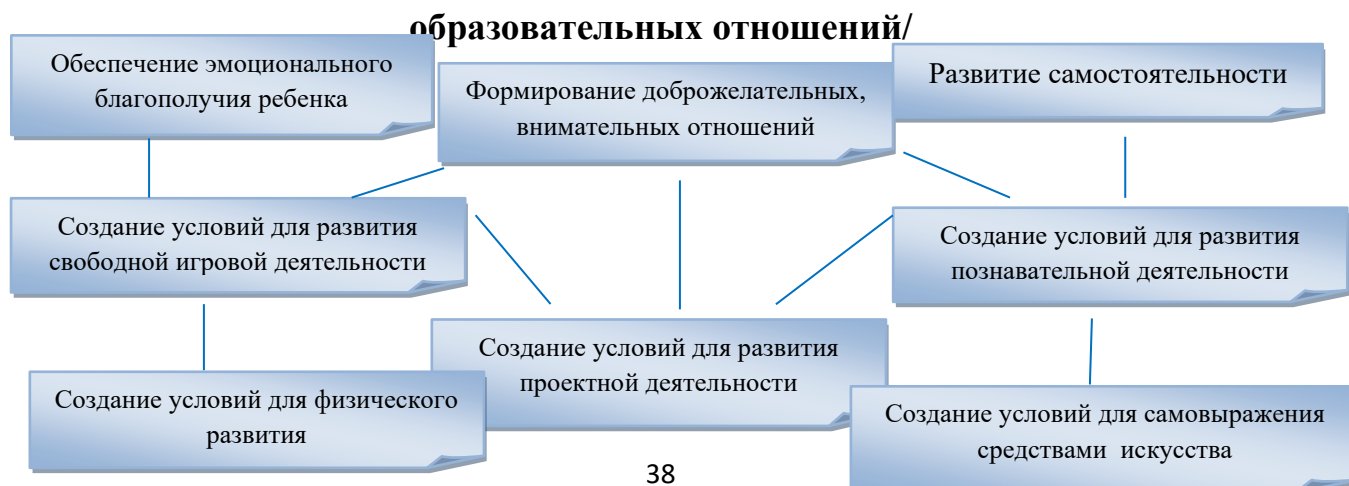 образовательных отношений/
Обеспечение эмоционального
благополучия ребенка
Формирование доброжелательных,
внимательных отношений
Развитие самостоятельности
Создание условий для развития
свободной игровой деятельности
Создание условий для развития
познавательной деятельности
Создание условий для развития
проектной деятельности
Создание условий для физического
развития
Создание условий для самовыражения
средствами искусства
38